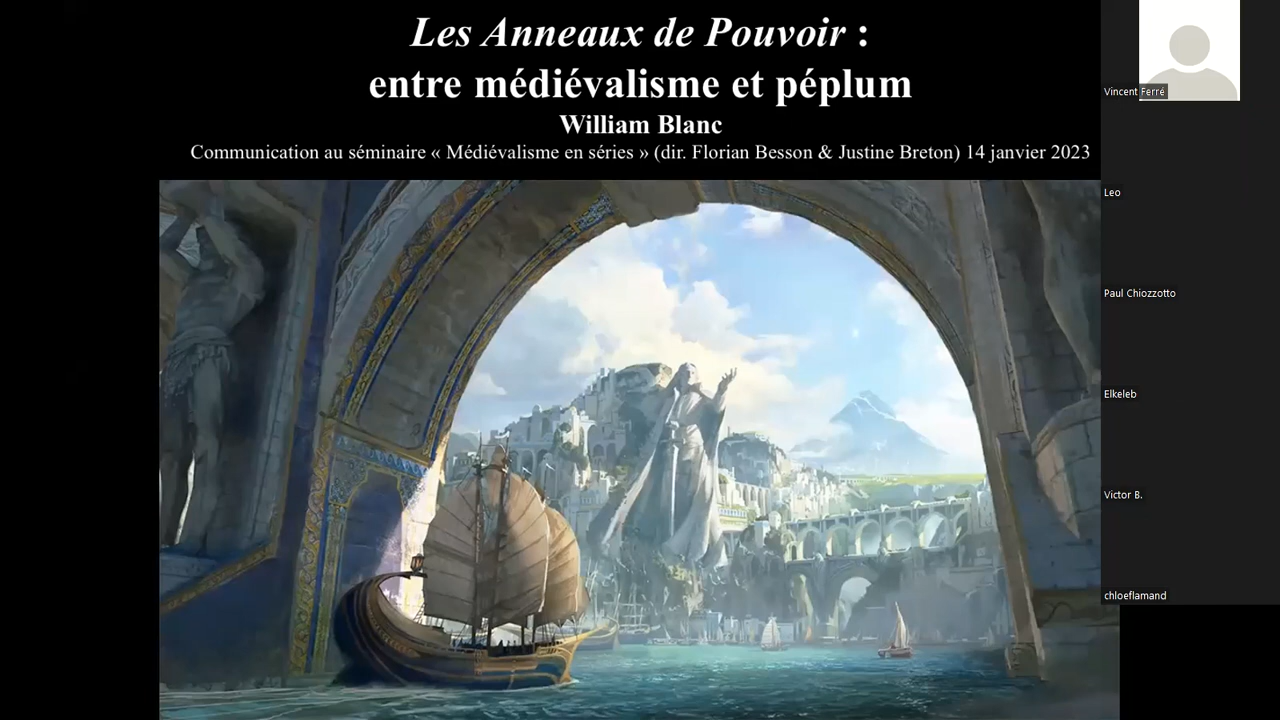 Les Anneaux de Pouvoir :
entre médiévalisme et péplum
William Blanc
Communication au séminaire « Médiévalisme en séries » (dir. Florian Besson & Justine Breton) 14 janvier 2023
Vincent Ferré
Leo
Paul Chiozzotto
Elkeleb
Victor B.
chloeflamand